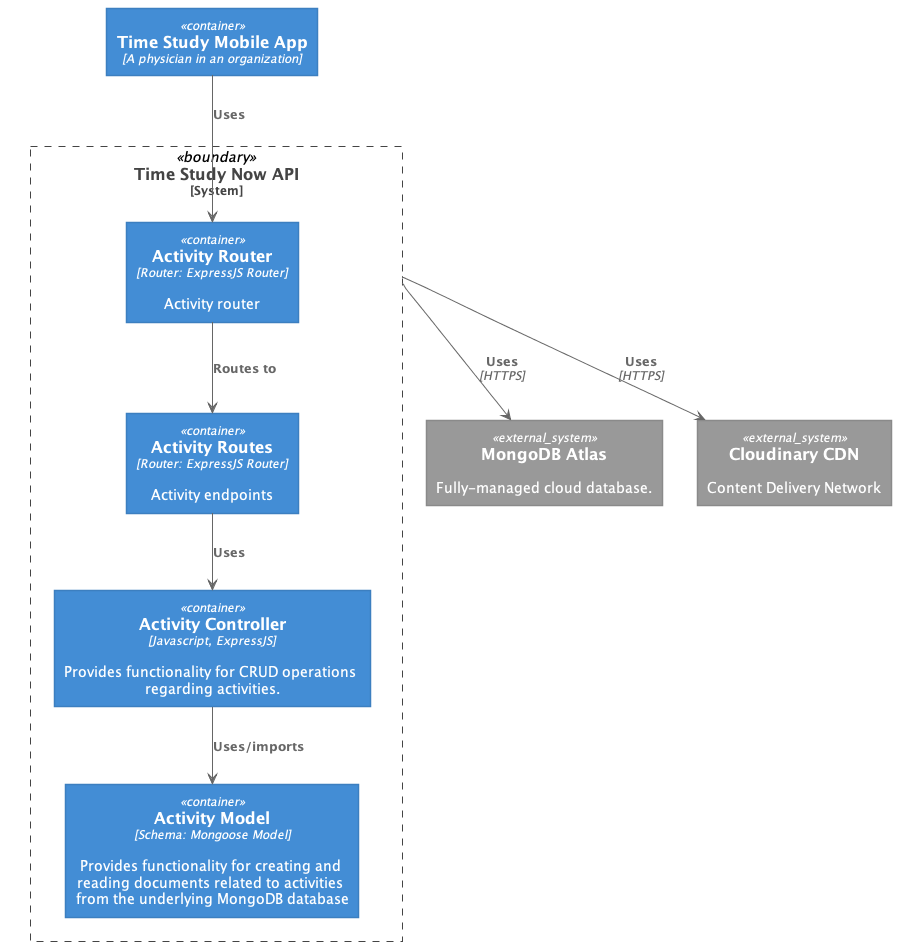 «container»
Time Study Mobile App
[A physician in an organization]
Uses
«boundary»
Time Study Now API
[System]
«container»
Activity Router
[Router: ExpressJS Router]
Activity router
Routes to
«container»
Activity Routes
[Router: ExpressJS Router]
Activity endpoints
Uses
«container»
Activity Controller
[Javascript, ExpressJS]
Provides functionality for CRUD operations
regarding activities.
Uses/imports
«container»
Activity Model
[Schema: Mongoose Model]
Provides functionality for creating and
reading documents related to activities
from the underlying MongoDB database
Uses
[HTTPS]
Uses
[HTTPS]
«external_system»
MongoDB Atlas
Fully-managed cloud database.
«external_system»
Cloudinary CDN
Content Delivery Network